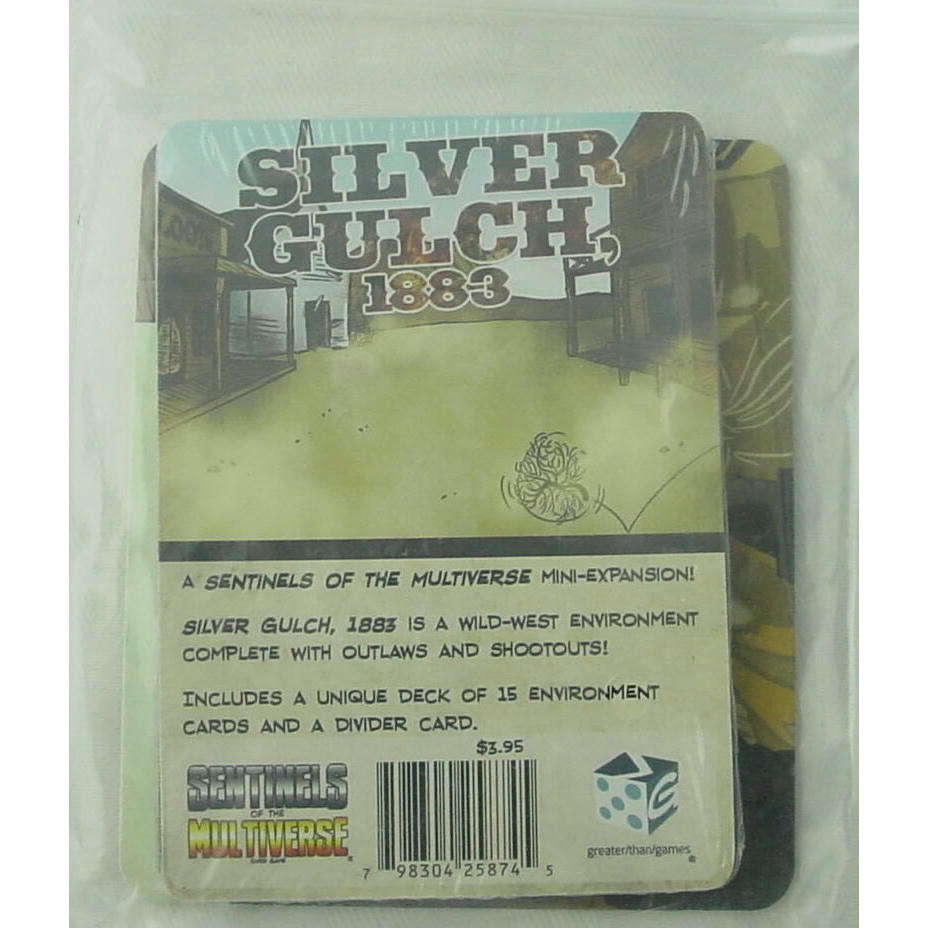 SILVER
GULCH,
1883
A SENTINELS OF THE MULTIVERSE MINI-EXPANSION!
SILVER GULCH, 1883 IS A WILD-WEST ENVIRONMENT
COMPLETE WITH OUTLAWS AND SHOOTOUTS!
INCLUDES A UNIQUE DECK OF 15 ENVIRONMENT
CARDS AND A DIVIDER CARD.
$3.95
SENTINELS
OF THE
MULTIVERSE
CARD GAME
7 98304 25874 5
G
greater/than/games